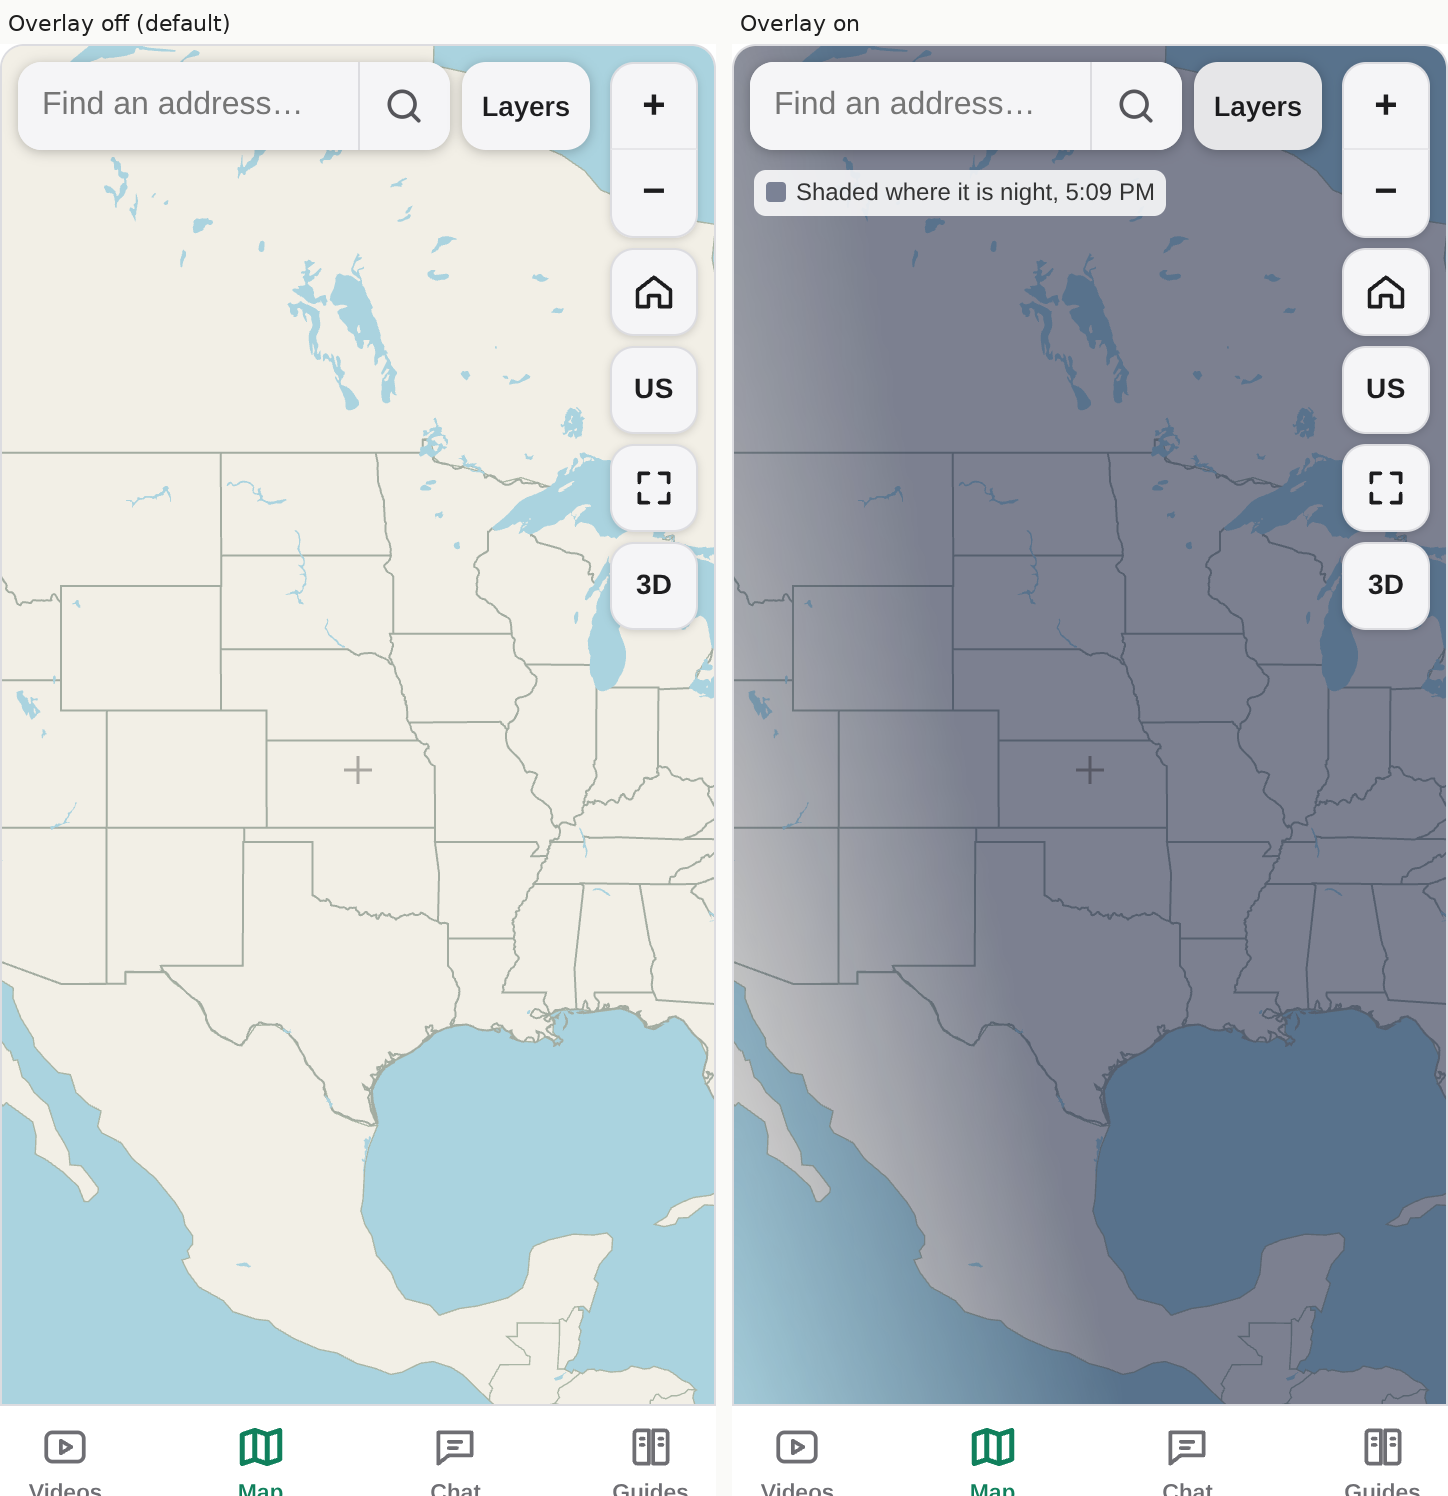 Overlay off (default)
Find an address…
Layers
+
−
US
3D
Videos
Map
Chat
Guides
Overlay on
Find an address…
Layers
+
−
Shaded where it is night, 5:09 PM
US
3D
Videos
Map
Chat
Guides